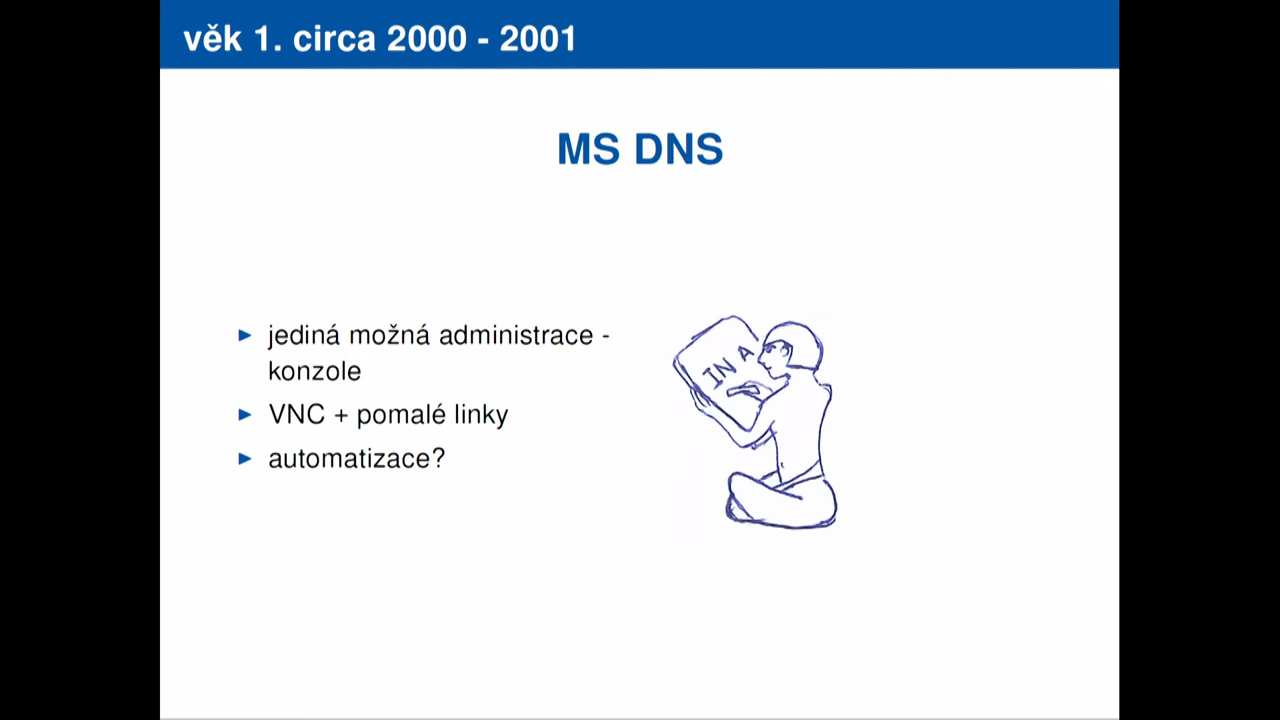 věk 1. circa 2000 - 2001
MS DNS
jediná možná administrace -
konzole
VNC + pomalé linky
automatizace?
IN A